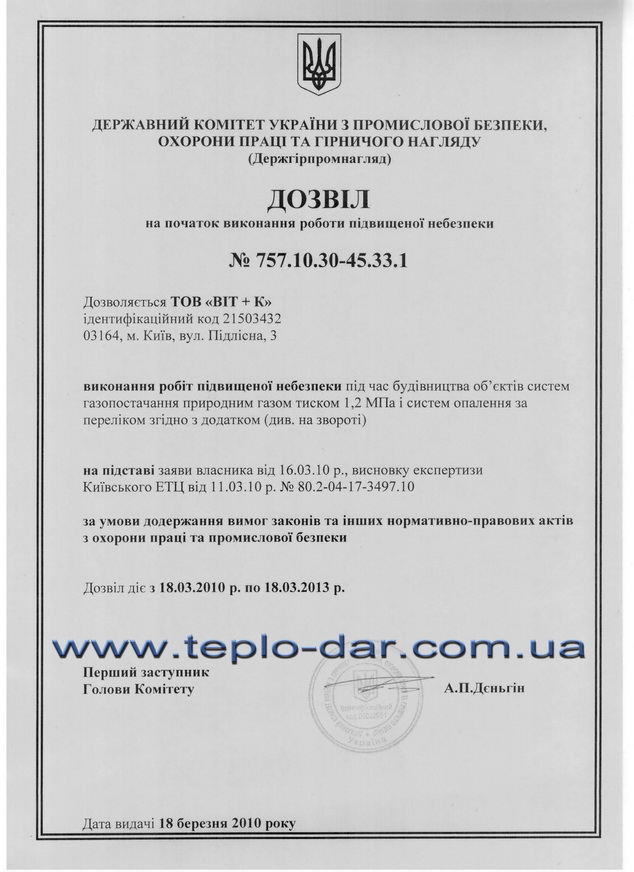 ДЕРЖАВНИЙ КОМІТЕТ УКРАЇНИ З ПРОМИСЛОВОЇ БЕЗПЕКИ,
ОХОРОНИ ПРАЦІ ТА ГІРНИЧОГО НАГЛЯДУ
(Держгірпромнагляд)
ДОЗВІЛ
на початок виконання роботи підвищеної небезпеки
№ 757.10.30-45.33.1
Дозволяється ТОВ «ВІТ + К»
ідентифікаційний код 21503432
03164, м. Київ, вул. Підлісна, 3
виконання робіт підвищеної небезпеки під час будівництва об’єктів систем
газопостачання природним газом тиском 1,2 МПа і систем опалення за
переліком згідно з додатком (див. на звороті)
на підставі заяви власника від 16.03.10 р., висновку експертизи
Київського ЕТЦ від 11.03.10 р. № 80.2-04-17-3497.10
за умови додержання вимог законів та інших нормативно-правових актів
з охорони праці та промислової безпеки
Дозвіл діє з 18.03.2010 р. по 18.03.2013 р.
www.teplo-dar.com.ua
Перший заступник
Голови Комітету
А.П.Дєньгін
Україна
Дата видачі 18 березня 2010 року